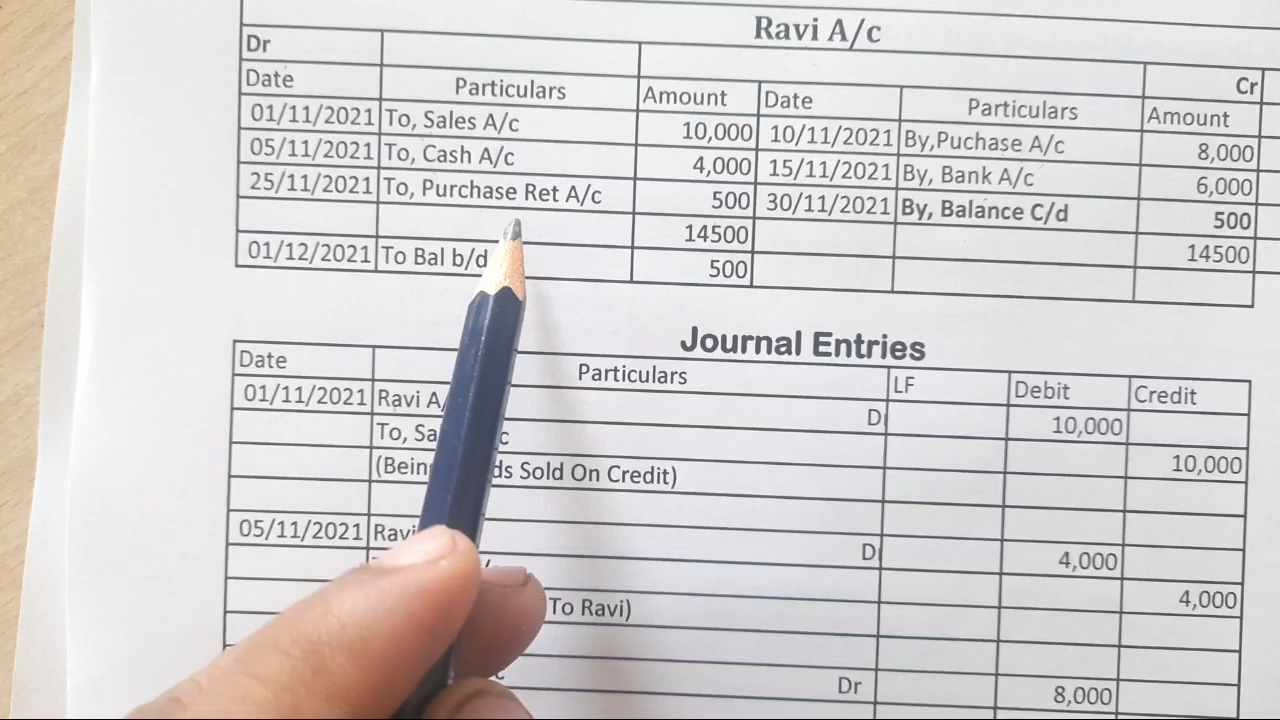 Ravi A/c
Dr Cr
Date Particulars Amount Date Particulars Amount
01/11/2021 To, Sales A/c 10,000 10/11/2021 By,Puchase A/c 8,000
05/11/2021 To, Cash A/c 4,000 15/11/2021 By, Bank A/c 6,000
25/11/2021 To, Purchase Ret A/c 500 30/11/2021 By, Balance C/d 500
14500 14500
01/12/2021 To Bal b/d 500
Journal Entries
Date Particulars LF Debit Credit
01/11/2021 Ravi D 10,000
To, 10,000
Sold On Credit)
05/11/2021 D 4,000
4,000
To Ravi)
Dr 8,000